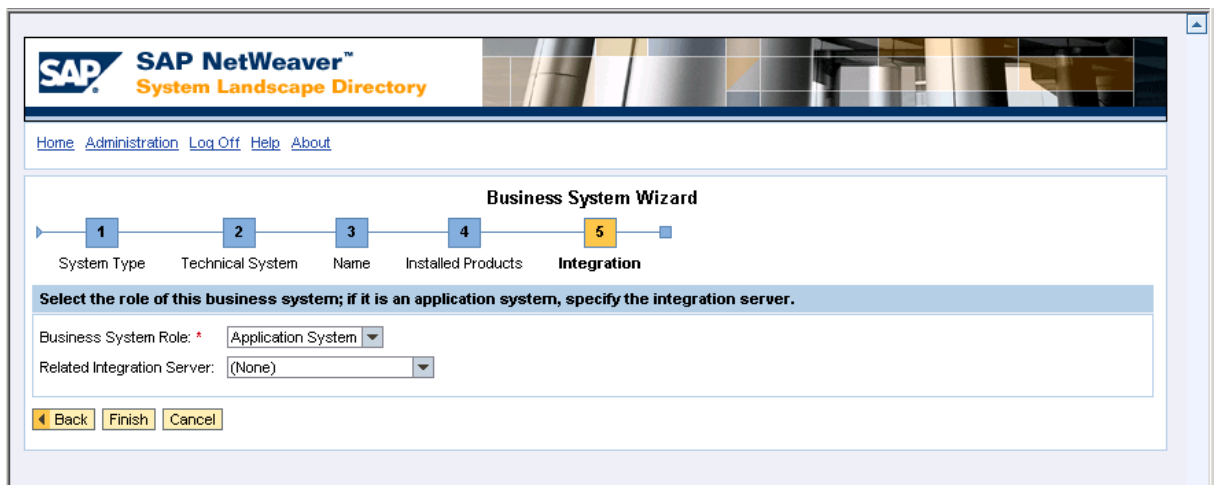 SAP
SAP NetWeaver™
System Landscape Directory
Home Administration Log Off Help About
Business System Wizard
1 2 3 4 5
System Type Technical System Name Installed Products Integration
Select the role of this business system; if it is an application system, specify the integration server.
Business System Role: * Application System
Related Integration Server: (None)
Back Finish Cancel